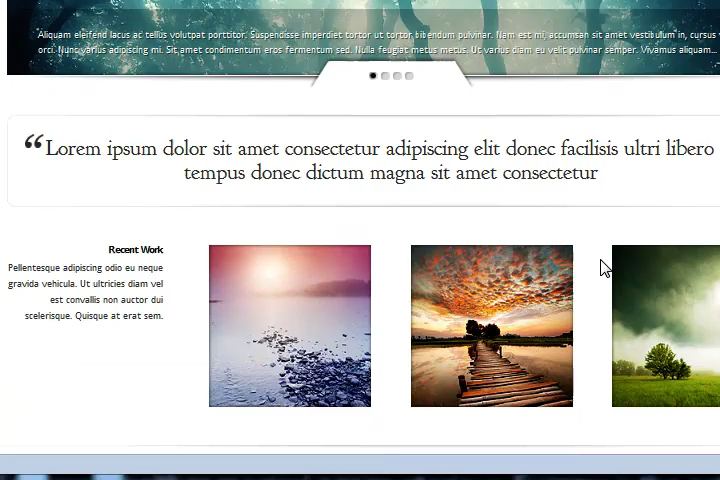 Aliquam eleifend lacus ac tellus volutpat porttitor. Suspendisse imperdiet tortor ut tortor bibendum pulvinar. Nam est mi, accumsan sit amet vestibulum in, cursus
orci. Nunc varius adipiscing mi. Sit amet condimentum eros fermentum sed. Nulla feugiat metus metus. Ut varius diam eu velit pulvinar semper. Vivamus aliquam...
“Lorem ipsum dolor sit amet consectetur adipiscing elit donec facilisis ultri libero
tempus donec dictum magna sit amet consectetur
Recent Work
Pellentesque adipiscing odio eu neque
gravida vehicula. Ut ultricies diam vel
est convallis non auctor dui
scelerisque. Quisque at erat sem.